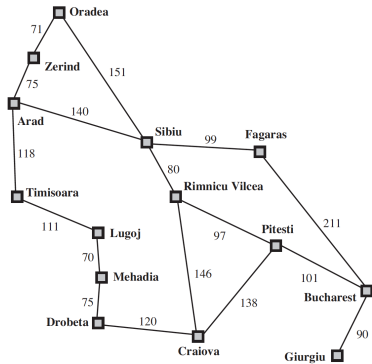 Oradea
71
Zerind
75
151
Arad
140
Sibiu
99
Fagaras
118
80
Timisoara
Rimnicu Vilcea
111
Lugoj
97
Pitesti
211
70
Mehadia
146
101
75
138
Bucharest
Drobeta
120
90
Craiova
Giurgiu